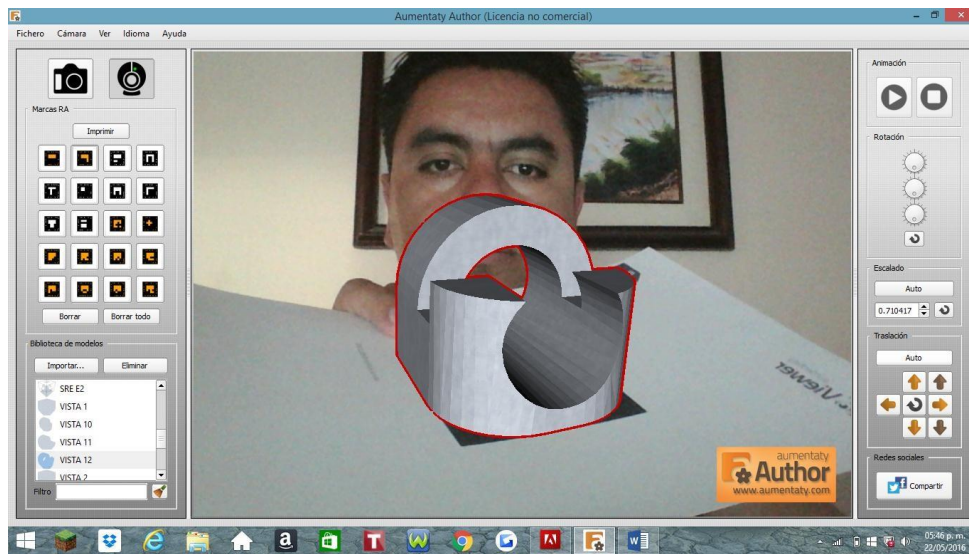 Aumentaty Author (Licencia no comercial)
Fichero Cámara Ver Idioma Ayuda
Marcas RA
Imprimir
Borrar Borrar todo
Biblioteca de modelos
Importar... Eliminar
SRE E2
VISTA 1
VISTA 10
VISTA 11
VISTA 12
VISTA 2
Filtro
Viewer
aumentaty
Author
www.aumentaty.com
Animación
Rotación
Escalado
Auto
0.710417
Traslación
Auto
Redes sociales
Compartir
05:46 p. m.
22/05/2016